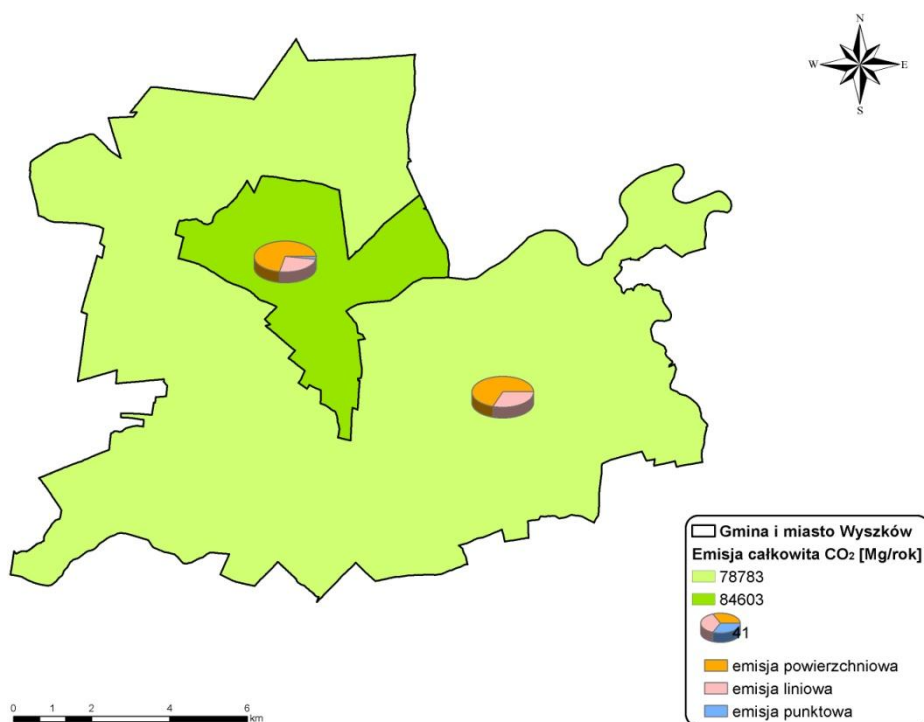 N
W E
S
Gmina i miasto Wyszków
Emisja całkowita CO₂ [Mg/rok]
78783
84603
41
emisja powierzchniowa
emisja liniowa
emisja punktowa
0 1 2 4 6
km